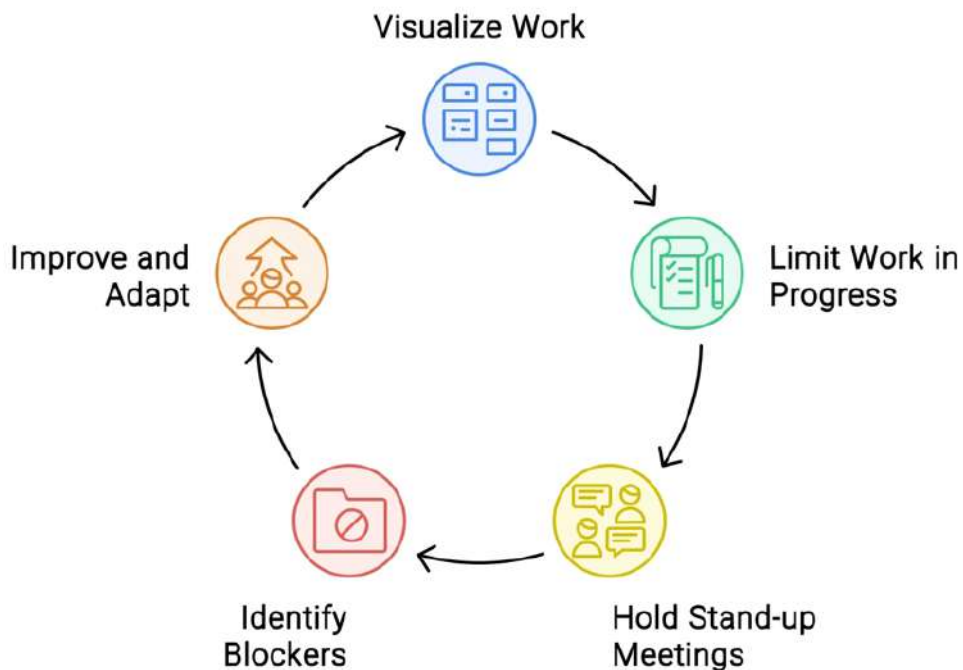 Visualize Work
Limit Work in
Progress
Hold Stand-up
Meetings
Identify
Blockers
Improve and
Adapt